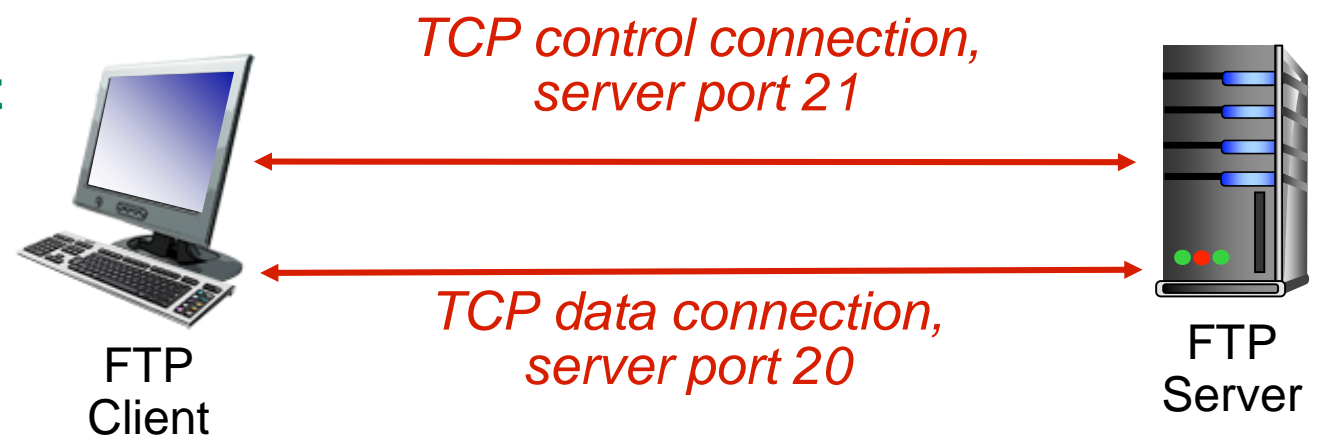 TCP control connection,
server port 21
TCP data connection,
server port 20
FTP
Client
FTP
Server